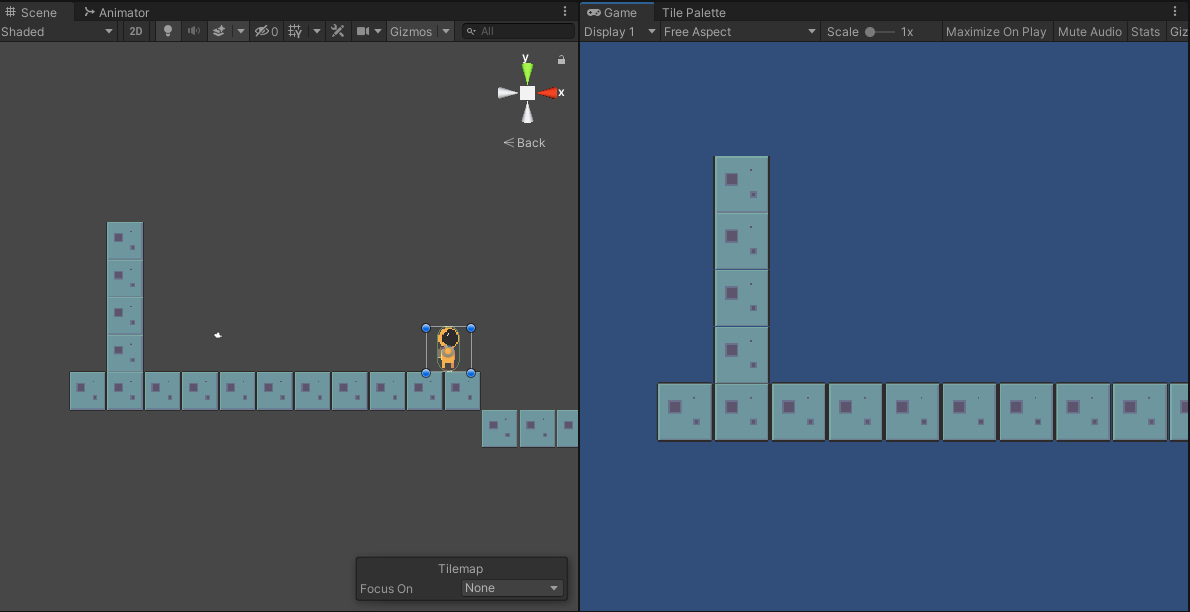 Scene
Animator
Shaded
2D
0
Gizmos
All
y
x
Back
Tilemap
Focus On
None
Game
Tile Palette
Display 1
Free Aspect
Scale
1x
Maximize On Play
Mute Audio
Stats
Giz